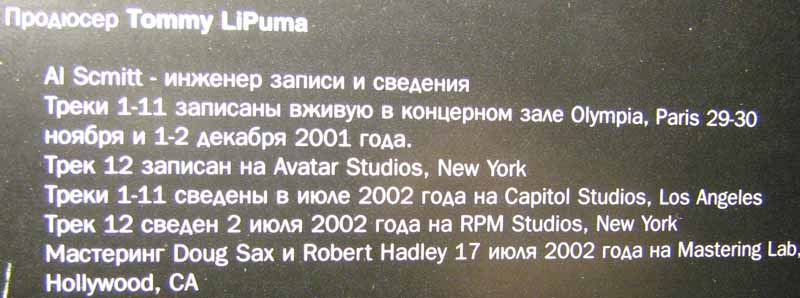 Продюсер Tommy LiPuma
Al Scmitt - инженер записи и сведения
Треки 1-11 записаны вживую в концерном зале Olympia, Paris 29-30
ноября и 1-2 декабря 2001 года.
Трек 12 записан на Avatar Studios, New York
Треки 1-11 сведены в июле 2002 года на Capitol Studios, Los Angeles
Трек 12 сведен 2 июля 2002 года на RPM Studios, New York
Мастеринг Doug Sax и Robert Hadley 17 июля 2002 года на Mastering Lab,
Hollywood, CA